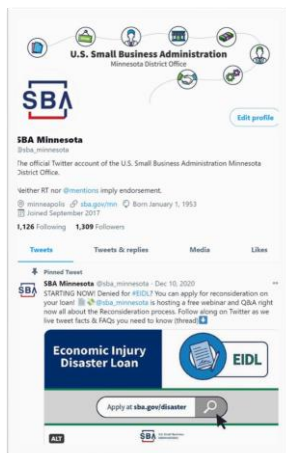 U.S. Small Business Administration
Minnesota District Office
SBA
Edit profile
SBA Minnesota
@sba_minnesota
The official Twitter account of the U.S. Small Business Administration Minnesota
District Office.
Neither RT nor @mentions imply endorsement.
minneapolis sba.gov/mn Born January 1, 1953
Joined September 2017
1,126 Following 1,309 Followers
Tweets Tweets & replies Media Likes
Pinned Tweet
SBA SBA Minnesota @sba_minnesota · Dec 10, 2020
STARTING NOW! Denied for #EIDL? You can apply for reconsideration on
your loan! @sba_minnesota is hosting a free webinar and Q&A right
now all about the Reconsideration process. Follow along on Twitter as we
live tweet facts & FAQs you need to know (thread)
Economic Injury
Disaster Loan
EIDL
Apply at sba.gov/disaster
ALT
SBA